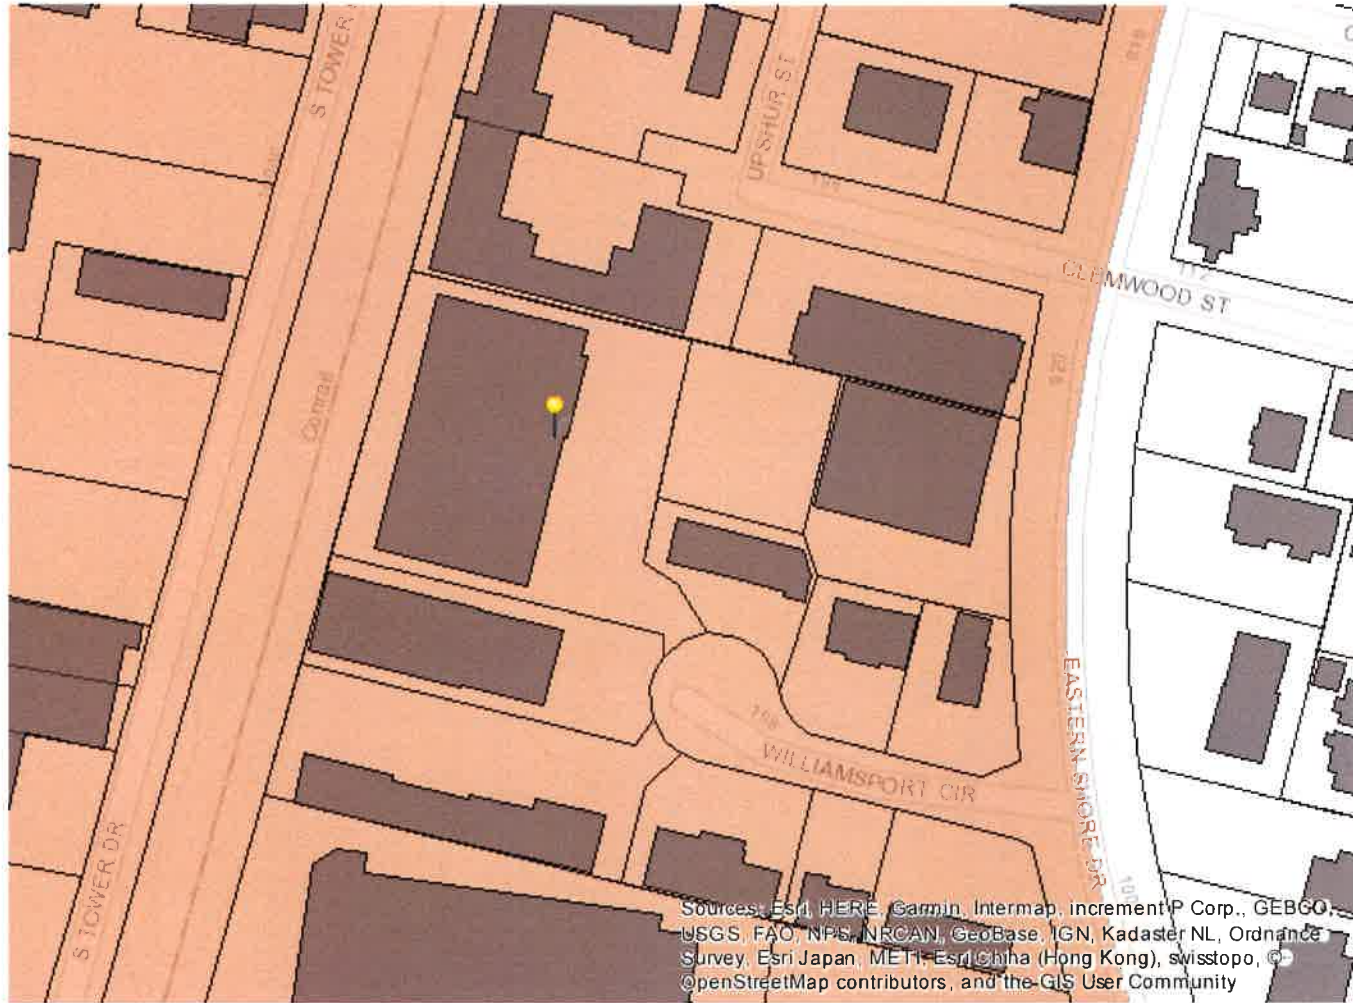 S TOWER
UPSHUR ST
CLEMWOOD ST
112
920
Conrail
EASTERN SHORE DR
WILLIAMSPORT CIR
S TOWER DR
Sources: Esri, HERE, Garmin, Intermap, increment P Corp., GEBCO,
USGS, FAO, NPS, NRCAN, GeoBase, IGN, Kadaster NL, Ordnance
Survey, Esri Japan, METI, Esri China (Hong Kong), swisstopo, ©
OpenStreetMap contributors, and the GIS User Community